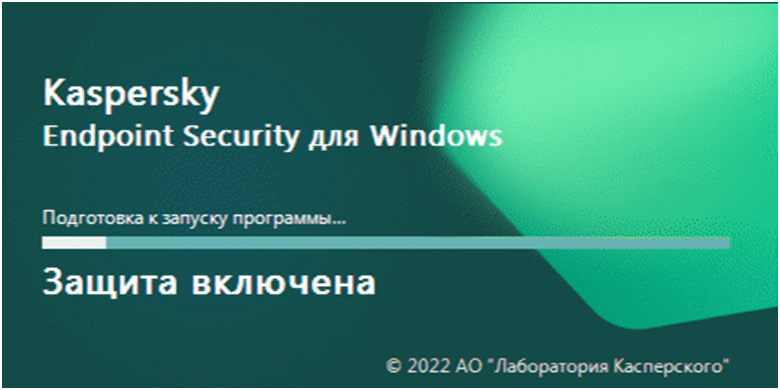 Kaspersky
Endpoint Security для Windows
Подготовка к запуску программы...
Защита включена
© 2022 АО "Лаборатория Касперского"